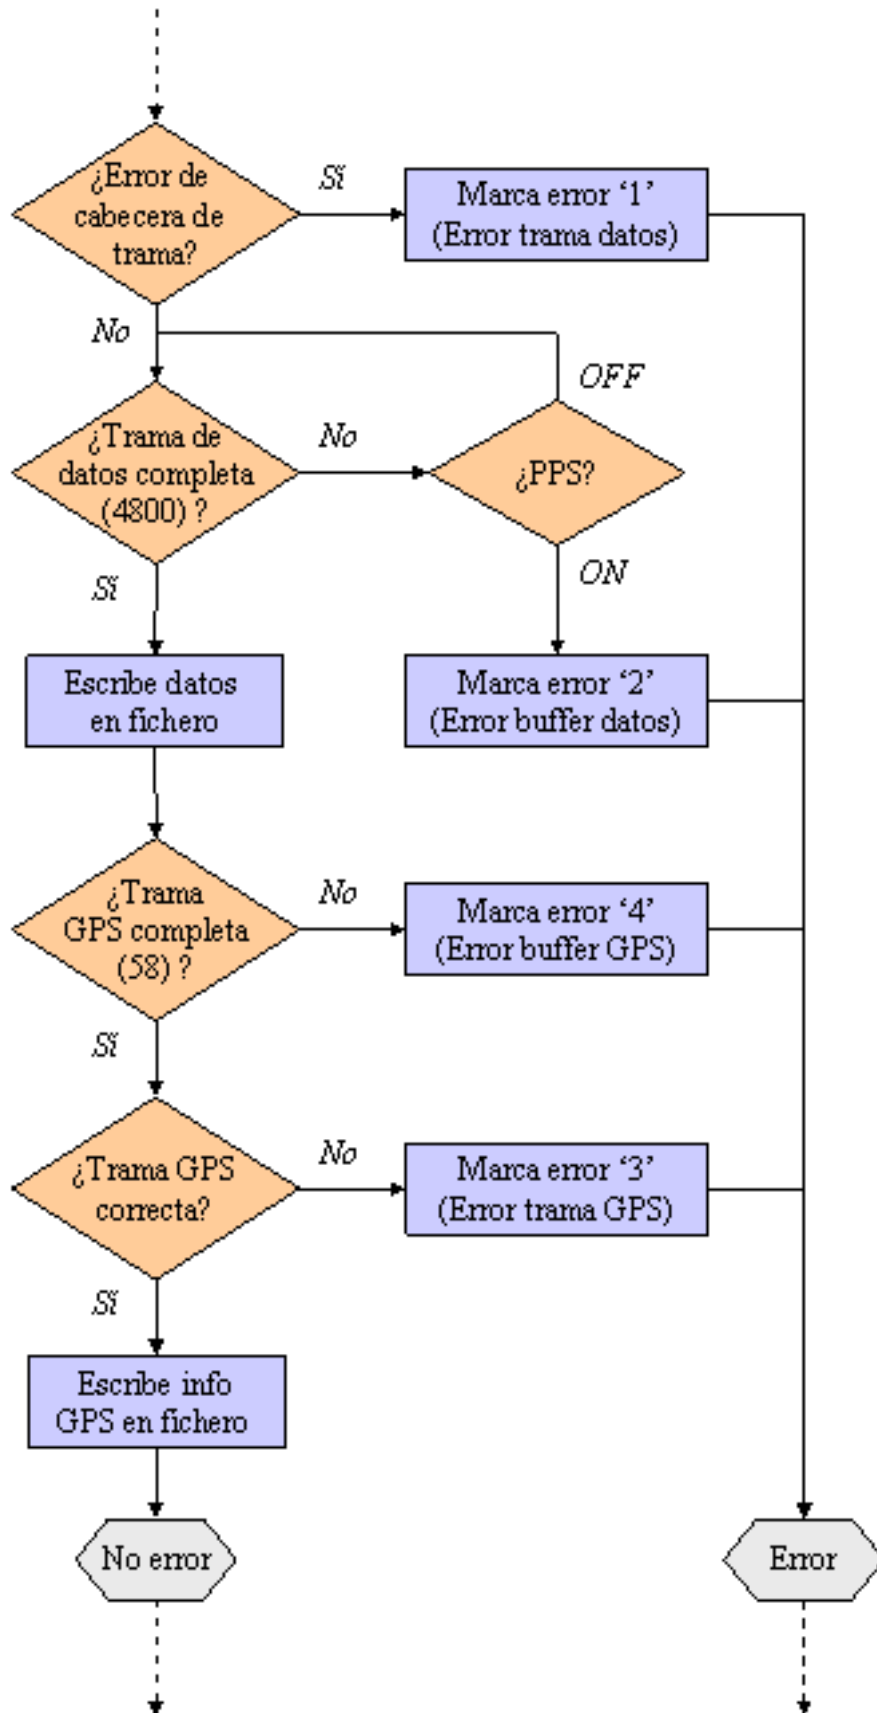 ¿Error de
cabecera de
trama?
Sí
Marca error ‘1’
(Error trama datos)
No
OFF
¿Trama de
datos completa
(4800) ?
No
¿PPS?
Sí
ON
Escribe datos
en fichero
Marca error ‘2’
(Error buffer datos)
¿Trama
GPS completa
(58) ?
No
Marca error ‘4’
(Error buffer GPS)
Sí
¿Trama GPS
correcta?
No
Marca error ‘3’
(Error trama GPS)
Sí
Escribe info
GPS en fichero
No error
Error